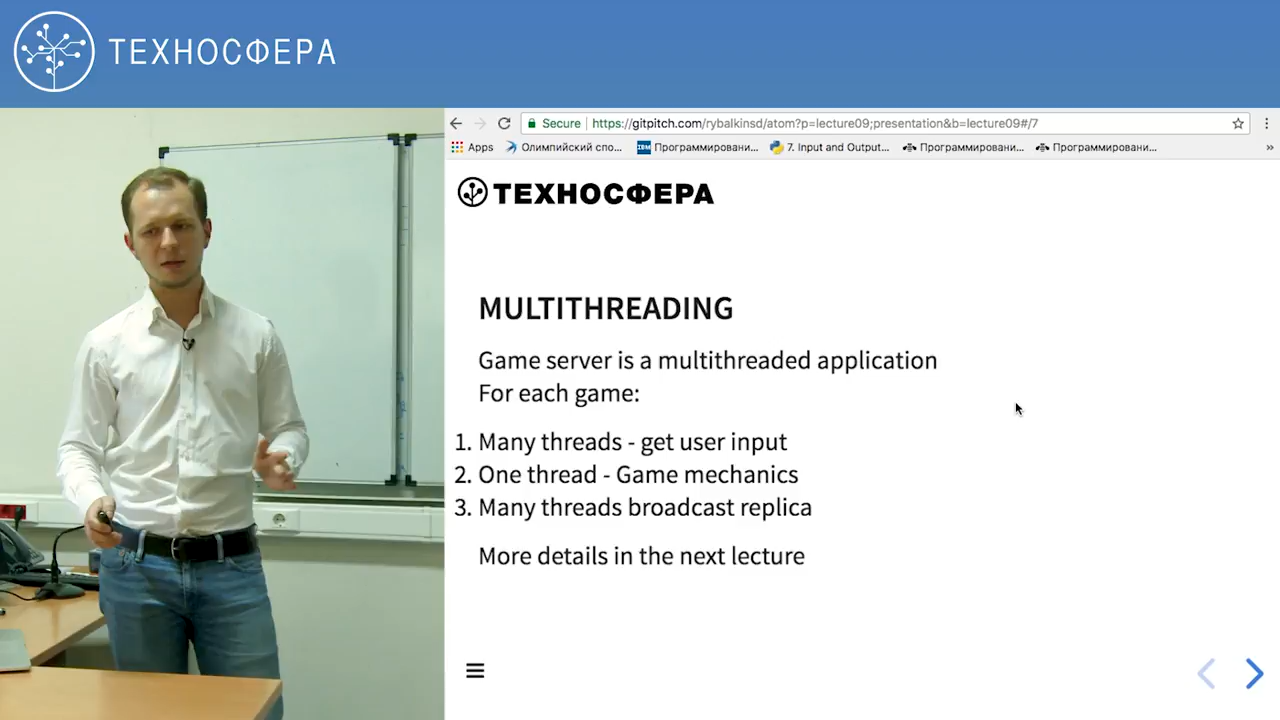 ТЕХНОСФЕРА
Secure https://gitpitch.com/rybalkinsd/atom?p=lecture09;presentation&b=lecture09#/7
Apps Олимпийский спо... IBM Программировани... 7. Input and Output... Программировани... Программировани... »
ТЕХНОСФЕРА
MULTITHREADING
Game server is a multithreaded application
For each game:
1. Many threads - get user input
2. One thread - Game mechanics
3. Many threads broadcast replica
More details in the next lecture